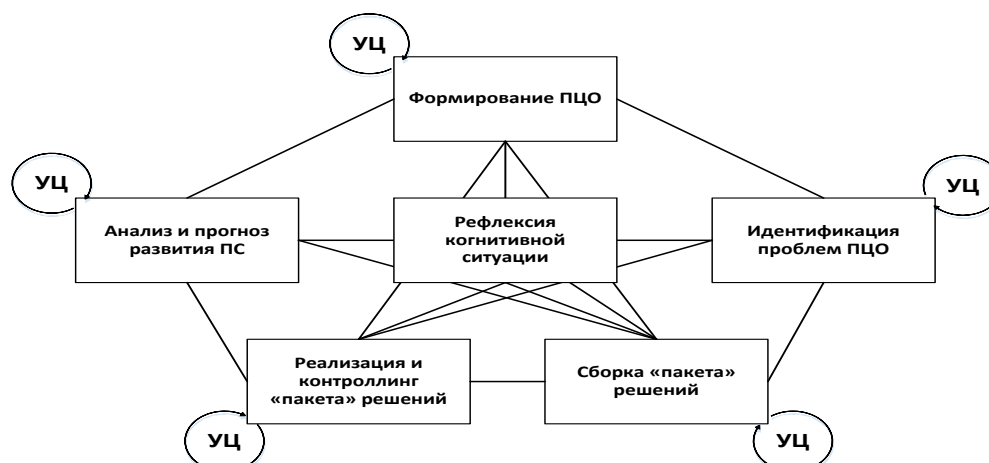 УЦ
Формирование ПЦО
УЦ
УЦ
Анализ и прогноз
развития ПС
Рефлексия
когнитивной
ситуации
Идентификация
проблем ПЦО
Реализация и
контроллинг
«пакета» решений
Сборка «пакета»
решений
УЦ
УЦ